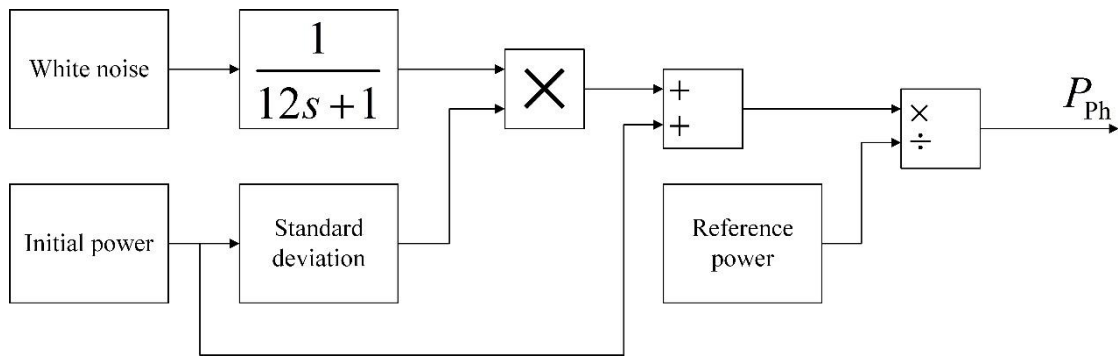 White noise
1
12s+1
×
+
+
×
÷
P_Ph
Initial power
Standard
deviation
Reference
power